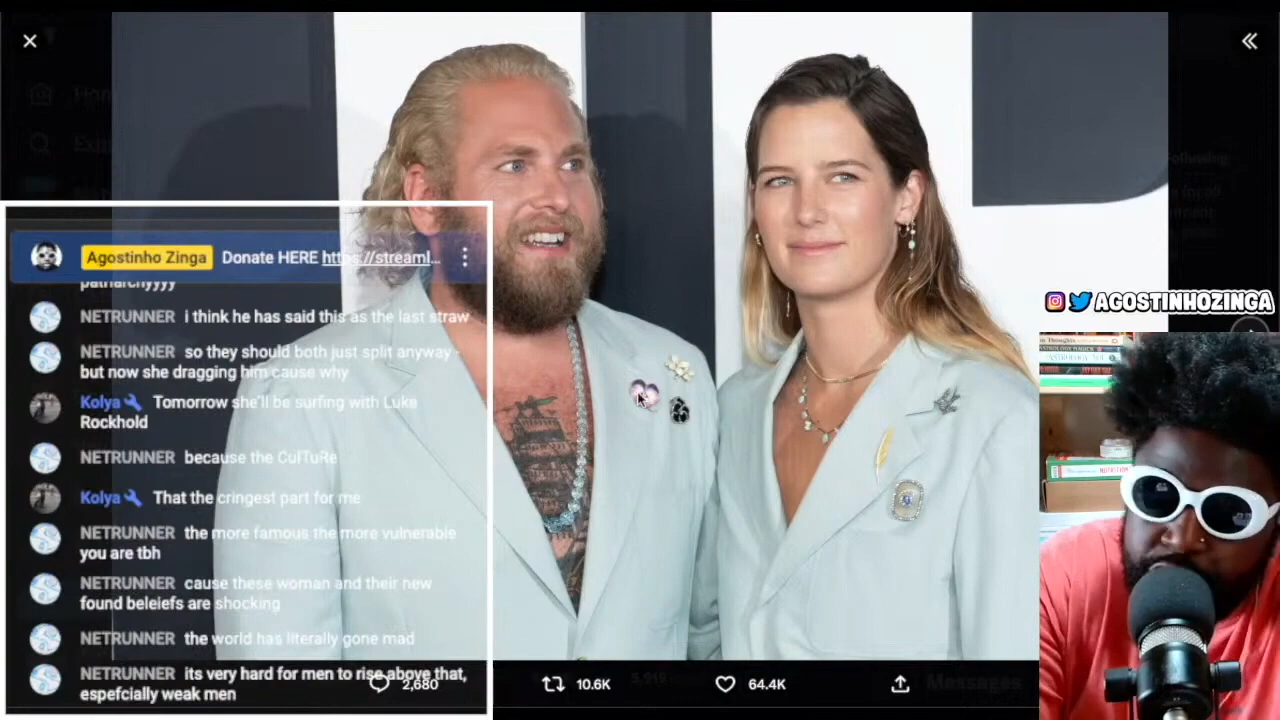 Agostinho Zinga Donate HERE https://streaml...
patriarchyyyy
NETRUNNER i think he has said this as the last straw
NETRUNNER so they should both just split anyway -
but now she dragging him cause why
Kolya Tomorrow she'll be surfing with Luke
Rockhold
NETRUNNER because the CulTuRe
Kolya That the cringest part for me
NETRUNNER the more famous the more vulnerable
you are tbh
NETRUNNER cause these woman and their new
found beleiefs are shocking
NETRUNNER the world has literally gone mad
NETRUNNER its very hard for men to rise above that,
espefcially weak men
2,680
10.6K
64.4K
Messages
AGOSTINHOZINGA